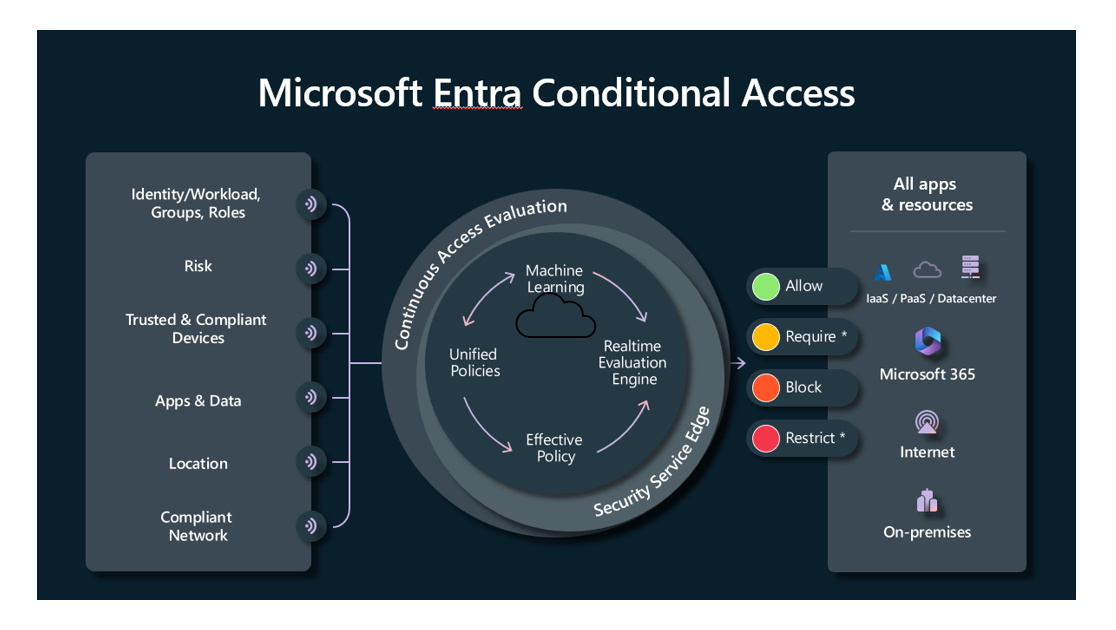 Microsoft Entra Conditional Access
Identity/Workload,
Groups, Roles
Risk
Trusted & Compliant
Devices
Apps & Data
Location
Compliant
Network
Continuous Access Evaluation
Machine
Learning
Unified
Policies
Realtime
Evaluation
Engine
Effective
Policy
Security Service Edge
Allow
Require *
Block
Restrict *
All apps
& resources
IaaS / PaaS / Datacenter
Microsoft 365
Internet
On-premises